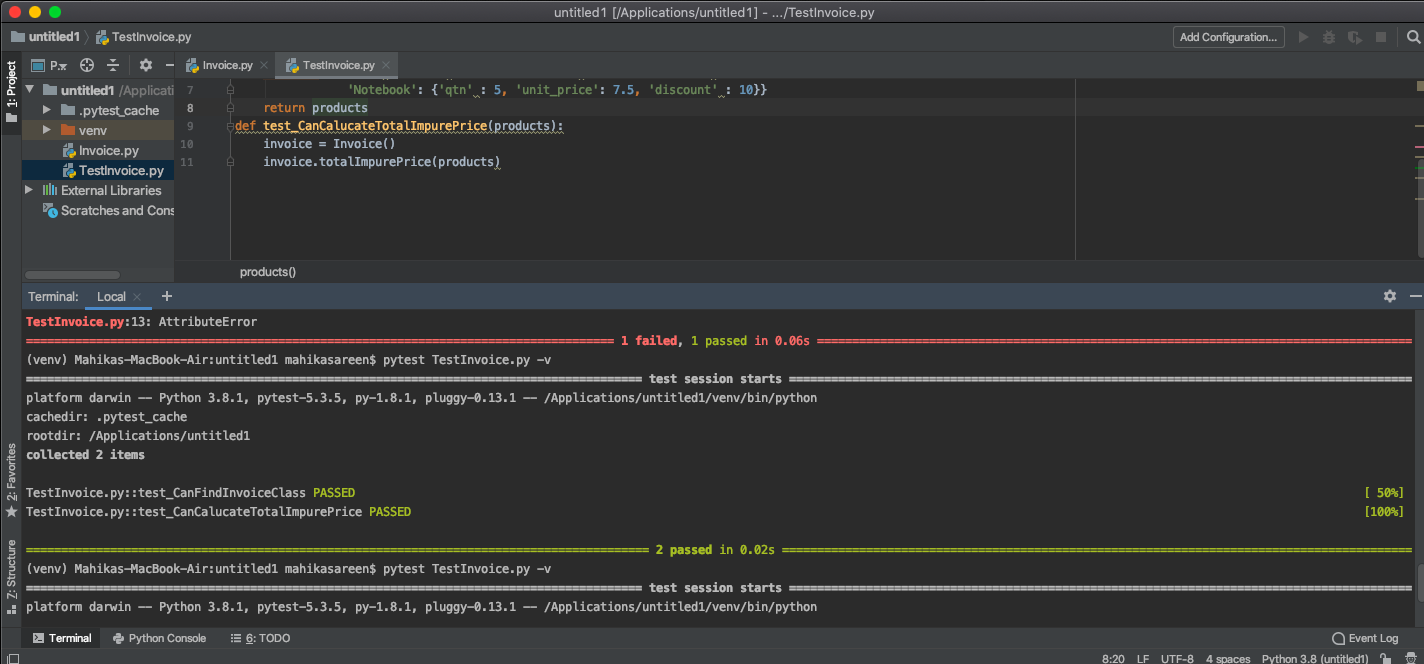 untitled1 [/Applications/untitled1] - .../TestInvoice.py
untitled1 TestInvoice.py Add Configuration...
1: Project
P.. Invoice.py TestInvoice.py
untitled1 /Applicati
.pytest_cache
venv
Invoice.py
TestInvoice.py
External Libraries
Scratches and Cons
7 'Notebook': {'qtn' : 5, 'unit_price': 7.5, 'discount' : 10}}
8 return products
9 def test_CanCalucateTotalImpurePrice(products):
10 invoice = Invoice()
11 invoice.totalImpurePrice(products)
products()
Terminal: Local +
TestInvoice.py:13: AttributeError
1 failed, 1 passed in 0.06s
(venv) Mahikas-MacBook-Air:untitled1 mahikasareen$ pytest TestInvoice.py -v
test session starts
platform darwin -- Python 3.8.1, pytest-5.3.5, py-1.8.1, pluggy-0.13.1 -- /Applications/untitled1/venv/bin/python
cachedir: .pytest_cache
rootdir: /Applications/untitled1
collected 2 items
TestInvoice.py::test_CanFindInvoiceClass PASSED [ 50%]
TestInvoice.py::test_CanCalucateTotalImpurePrice PASSED [100%]
2 passed in 0.02s
(venv) Mahikas-MacBook-Air:untitled1 mahikasareen$ pytest TestInvoice.py -v
test session starts
platform darwin -- Python 3.8.1, pytest-5.3.5, py-1.8.1, pluggy-0.13.1 -- /Applications/untitled1/venv/bin/python
2: Favorites
Z: Structure
Terminal Python Console 6: TODO Event Log
8:20 LF UTF-8 4 spaces Python 3.8 (untitled1)